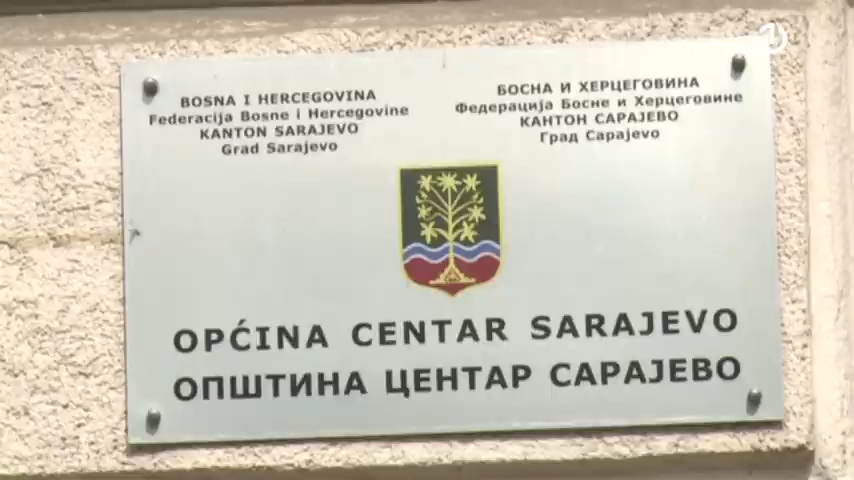 BOSNA I HERCEGOVINA
Federacija Bosne i Hercegovine
KANTON SARAJEVO
Grad Sarajevo
БОСНА И ХЕРЦЕГОВИНА
Федерација Босне и Херцеговине
КАНТОН САРАЈЕВО
Град Сарајево
OPĆINA CENTAR SARAJEVO
ОПШТИНА ЦЕНТАР САРАЈЕВО